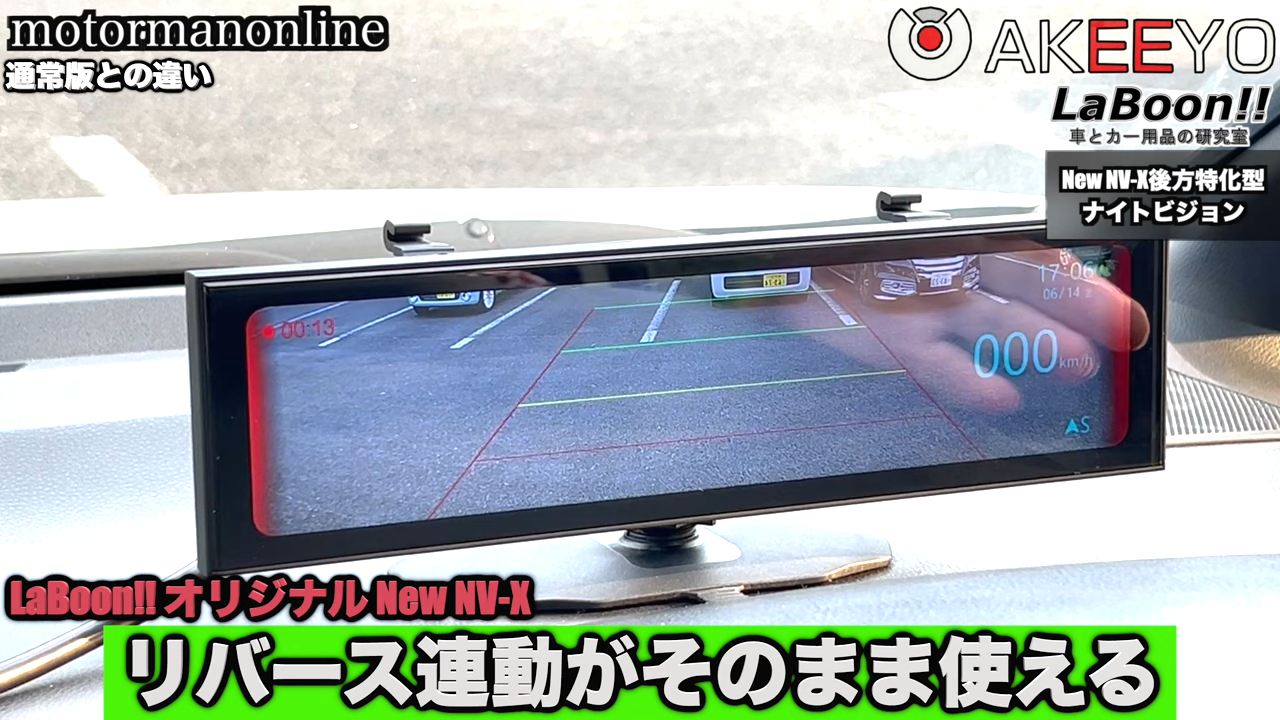 motormanonline
通常版との違い
AKEEYO
LaBoon!!
車とカー用品の研究室
New NV-X後方特化型
ナイトビジョン
00:13
17:06
06/14
000 km/h
S
LaBoon!! オリジナル New NV-X
リバース連動がそのまま使える